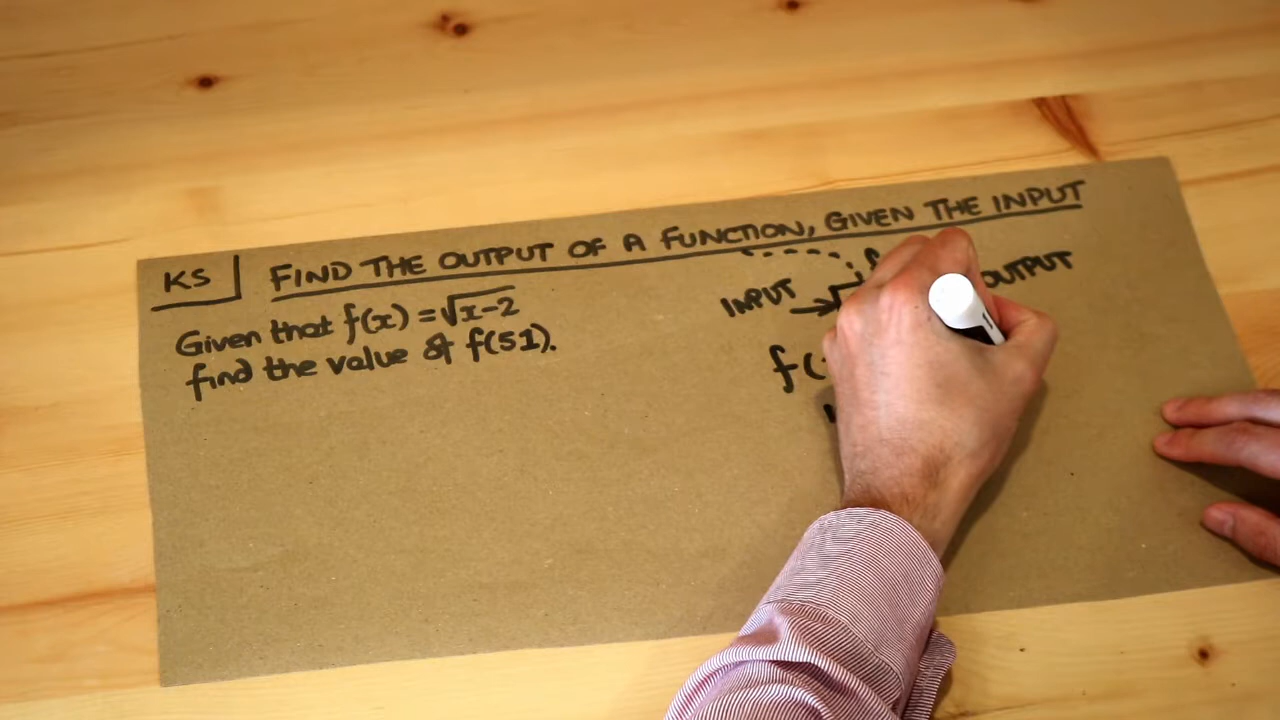 KS FIND THE OUTPUT OF A FUNCTION, GIVEN THE INPUT
Given that f(x) = √x-2
find the value of f(51).
INPUT → f OUTPUT
f(